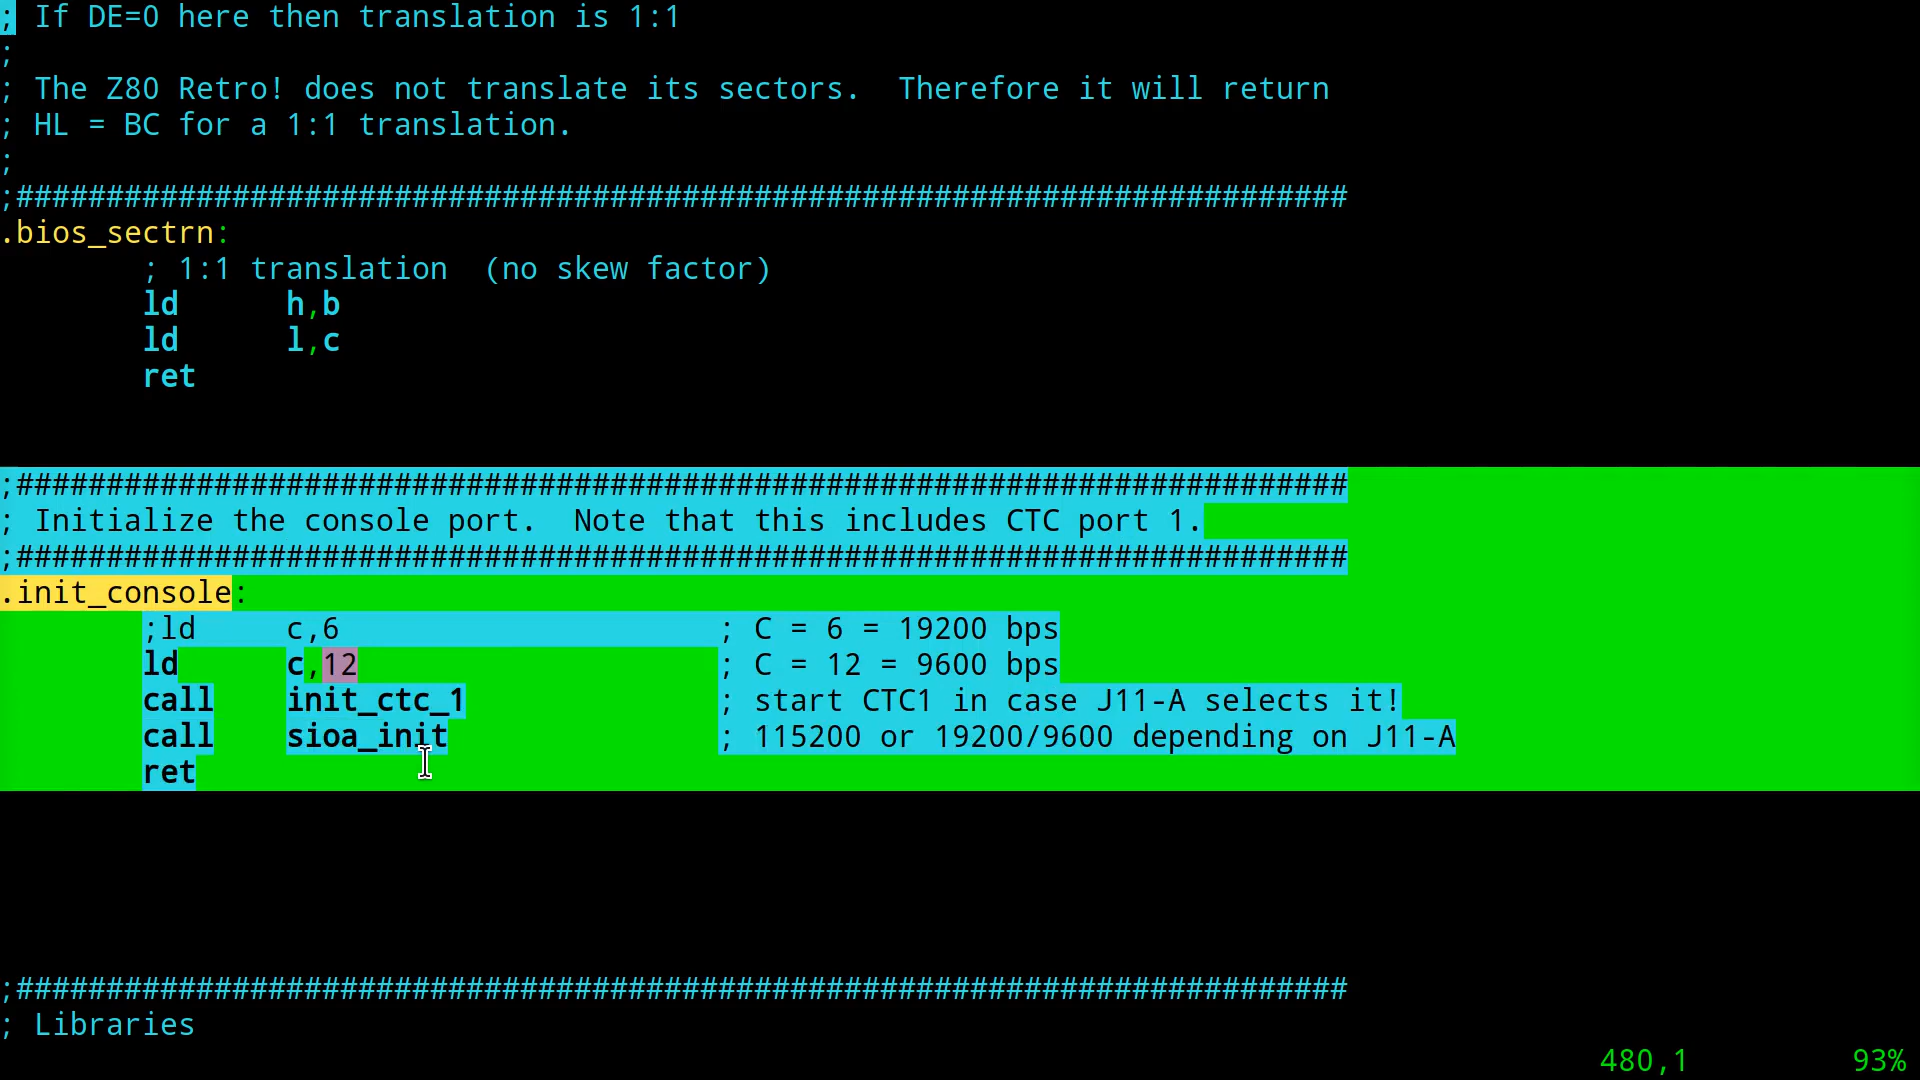 ; If DE=0 here then translation is 1:1
;
; The Z80 Retro! does not translate its sectors.  Therefore it will return
; HL = BC for a 1:1 translation.
;
;##########################################################################
.bios_sectrn:
        ; 1:1 translation  (no skew factor)
        ld      h,b
        ld      l,c
        ret
;##########################################################################
; Initialize the console port.  Note that this includes CTC port 1.
;##########################################################################
.init_console:
        ;ld     c,6                     ; C = 6 = 19200 bps
        ld      c,12                    ; C = 12 = 9600 bps
        call    init_ctc_1              ; start CTC1 in case J11-A selects it!
        call    sioa_init               ; 115200 or 19200/9600 depending on J11-A
        ret
;##########################################################################
; Libraries
480,1         93%